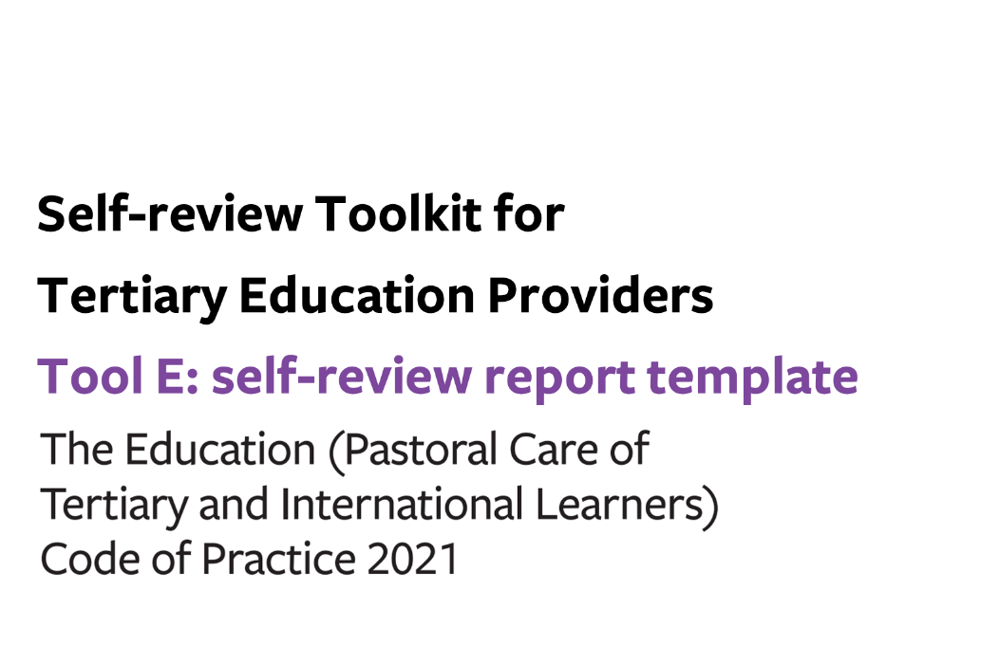 Self-review Toolkit for
Tertiary Education Providers
Tool E: self-review report template
The Education (Pastoral Care of
Tertiary and International Learners)
Code of Practice 2021